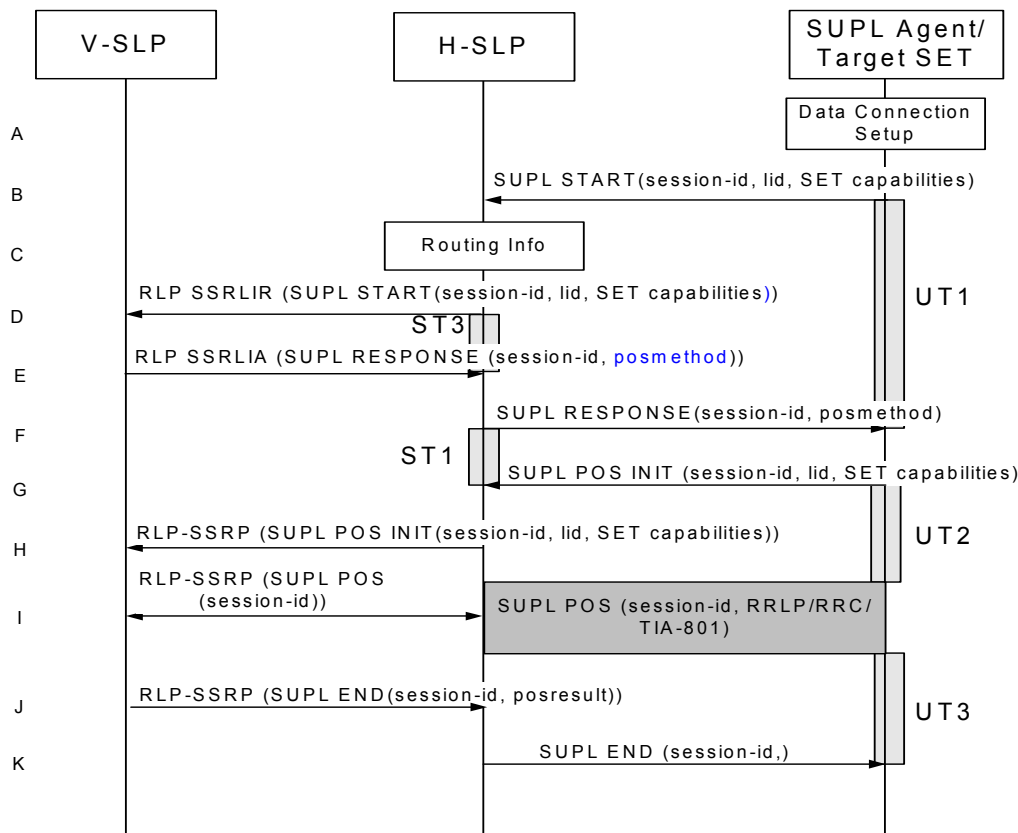 V-SLP
H-SLP
SUPL Agent/
Target SET
A
Data Connection
Setup
B
SUPL START(session-id, lid, SET capabilities)
C
Routing Info
RLP SSRLIR (SUPL START(session-id, lid, SET capabilities))
UT1
D
ST3
RLP SSRLIA (SUPL RESPONSE (session-id, posmethod))
E
SUPL RESPONSE(session-id, posmethod)
F
ST1
SUPL POS INIT (session-id, lid, SET capabilities)
G
RLP-SSRP (SUPL POS INIT(session-id, lid, SET capabilities))
UT2
H
RLP-SSRP (SUPL POS
(session-id))
I
SUPL POS (session-id, RRLP/RRC/
TIA-801)
RLP-SSRP (SUPL END(session-id, posresult))
J
UT3
SUPL END (session-id,)
K